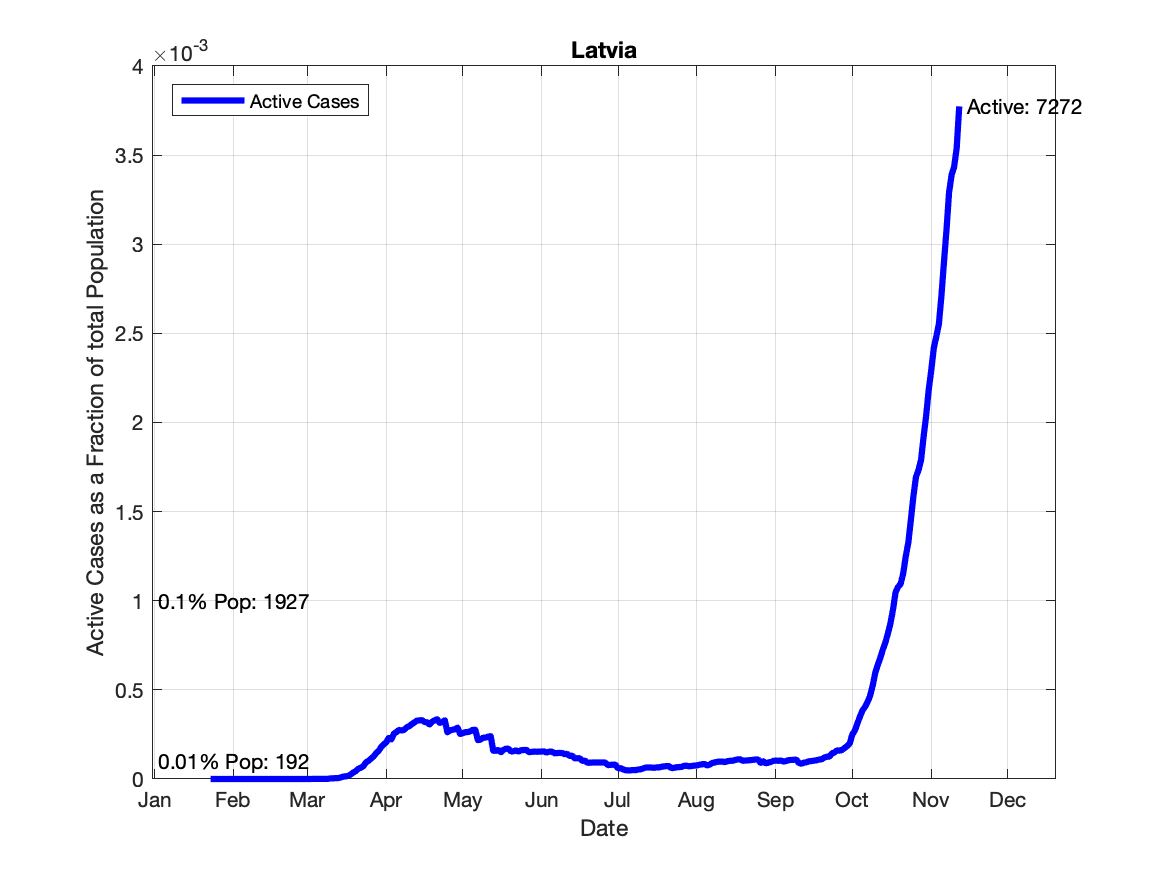 Latvia
×10-3
4
3.5
3
2.5
2
1.5
1
0.5
0
Active Cases as a Fraction of total Population
Active Cases
Active: 7272
0.1% Pop: 1927
0.01% Pop: 192
Jan Feb Mar Apr May Jun Jul Aug Sep Oct Nov Dec
Date